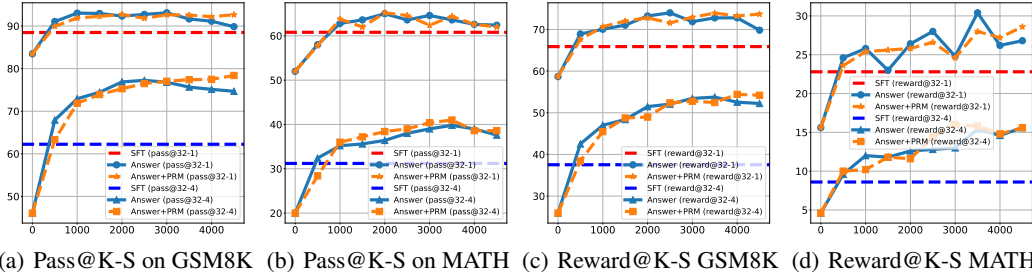 90
80
70
60
50
0
1000
2000
3000
4000
SFT (pass@32-1)
Answer (pass@32-1)
Answer+PRM (pass@32-1)
SFT (pass@32-4)
Answer (pass@32-4)
Answer+PRM (pass@32-4)
60
50
40
30
20
0
1000
2000
3000
4000
SFT (pass@32-1)
Answer (pass@32-1)
Answer+PRM (pass@32-1)
SFT (pass@32-4)
Answer (pass@32-4)
Answer+PRM (pass@32-4)
70
60
50
40
30
0
1000
2000
3000
4000
SFT (reward@32-1)
Answer (reward@32-1)
Answer+PRM (reward@32-1)
SFT (reward@32-4)
Answer (reward@32-4)
Answer+PRM (reward@32-4)
30
25
20
15
10
5
0
1000
2000
3000
4000
SFT (reward@32-1)
Answer (reward@32-1)
Answer+PRM (reward@32-1)
SFT (reward@32-4)
Answer (reward@32-4)
Answer+PRM (reward@32-4)
(a) Pass@K-S on GSM8K (b) Pass@K-S on MATH (c) Reward@K-S GSM8K (d) Reward@K-S MATH